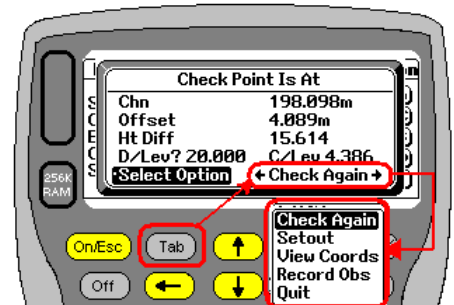 Check Point Is At
Chn 198.098m
Offset 4.089m
Ht Diff 15.614
D/Lev? 20.000 C/Lev 4.386
Select Option Check Again
256K
RAM
Check Again
Setout
View Coords
Record Obs
Quit
On/Esc
Tab
Off